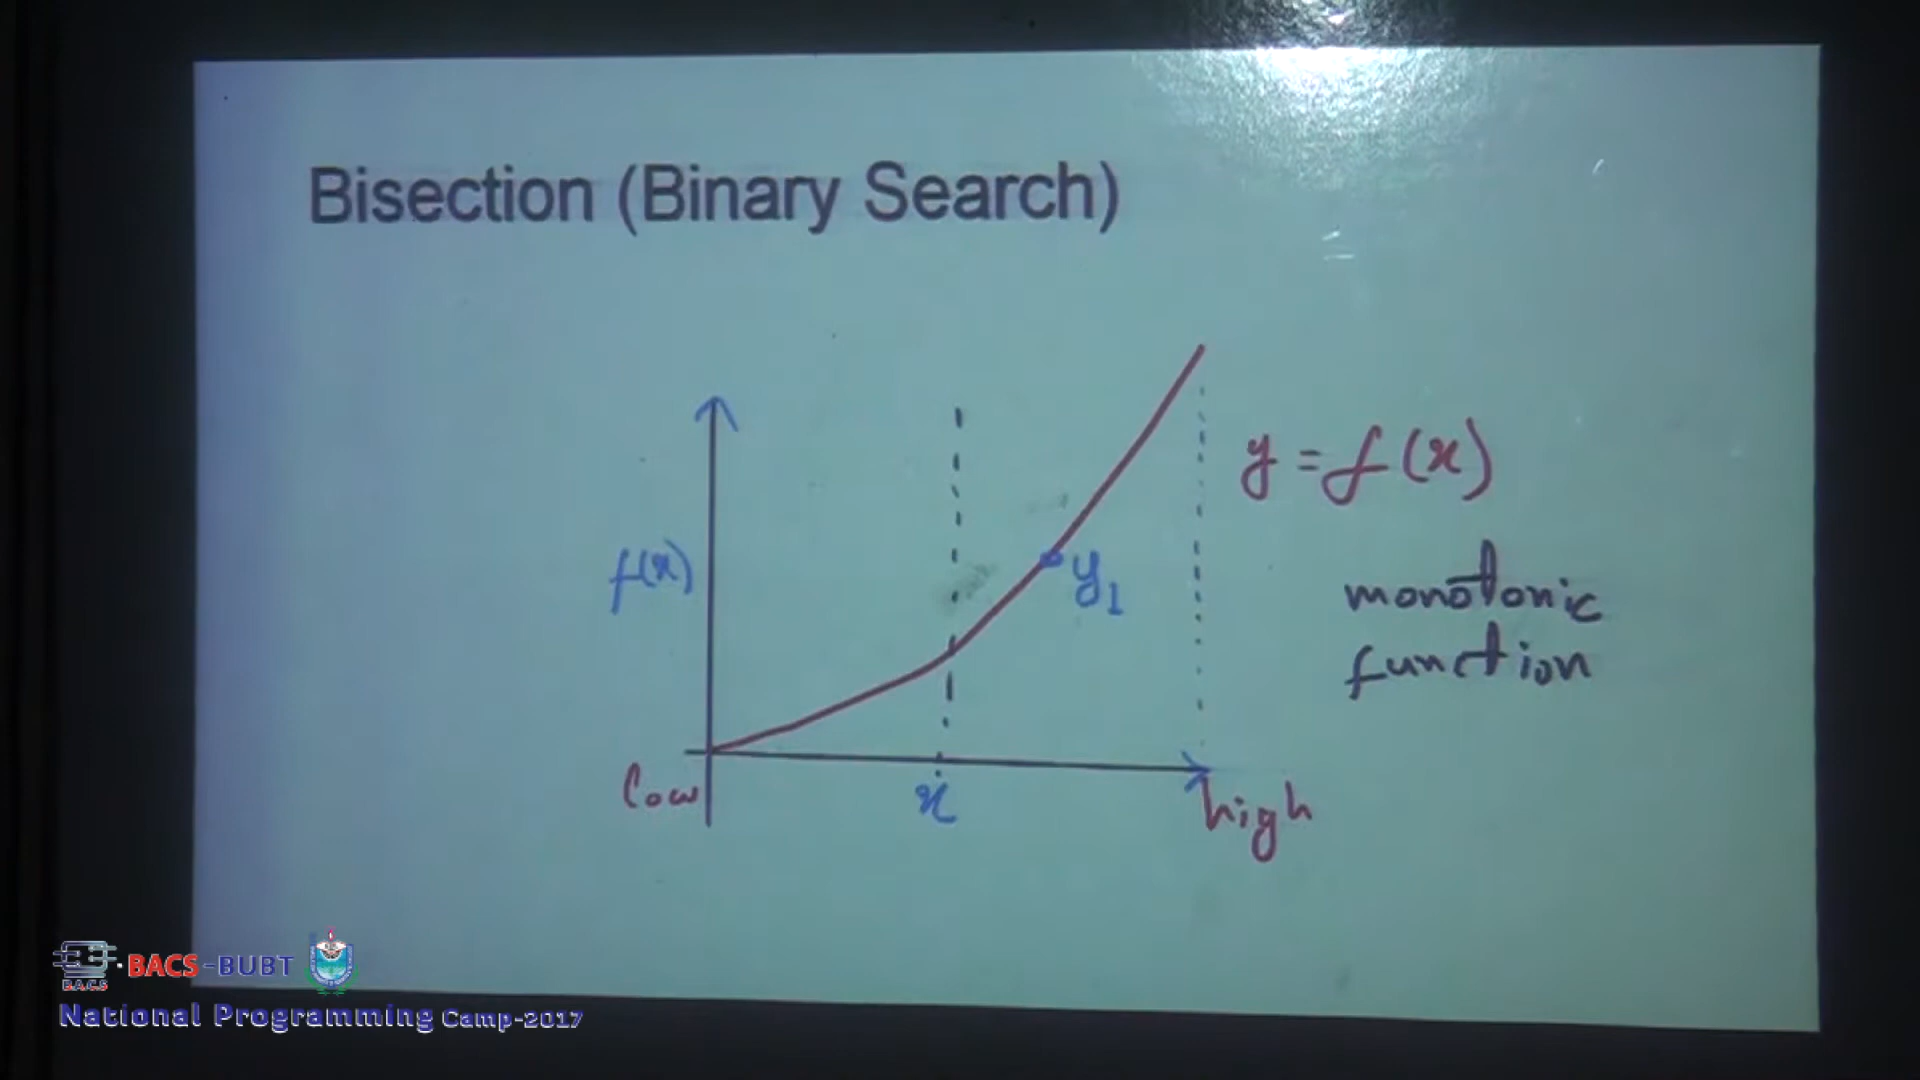 Bisection (Binary Search)
y = f(x)
f(x)
y1
monotonic
function
low
x
high
B.A.C.S
BACS-BUBT
National Programming Camp-2017